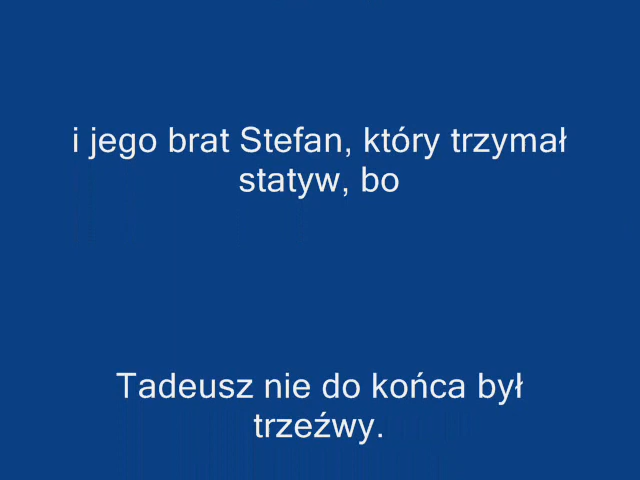 i jego brat Stefan, który trzymał
statyw, bo
Tadeusz nie do końca był
trzeźwy.